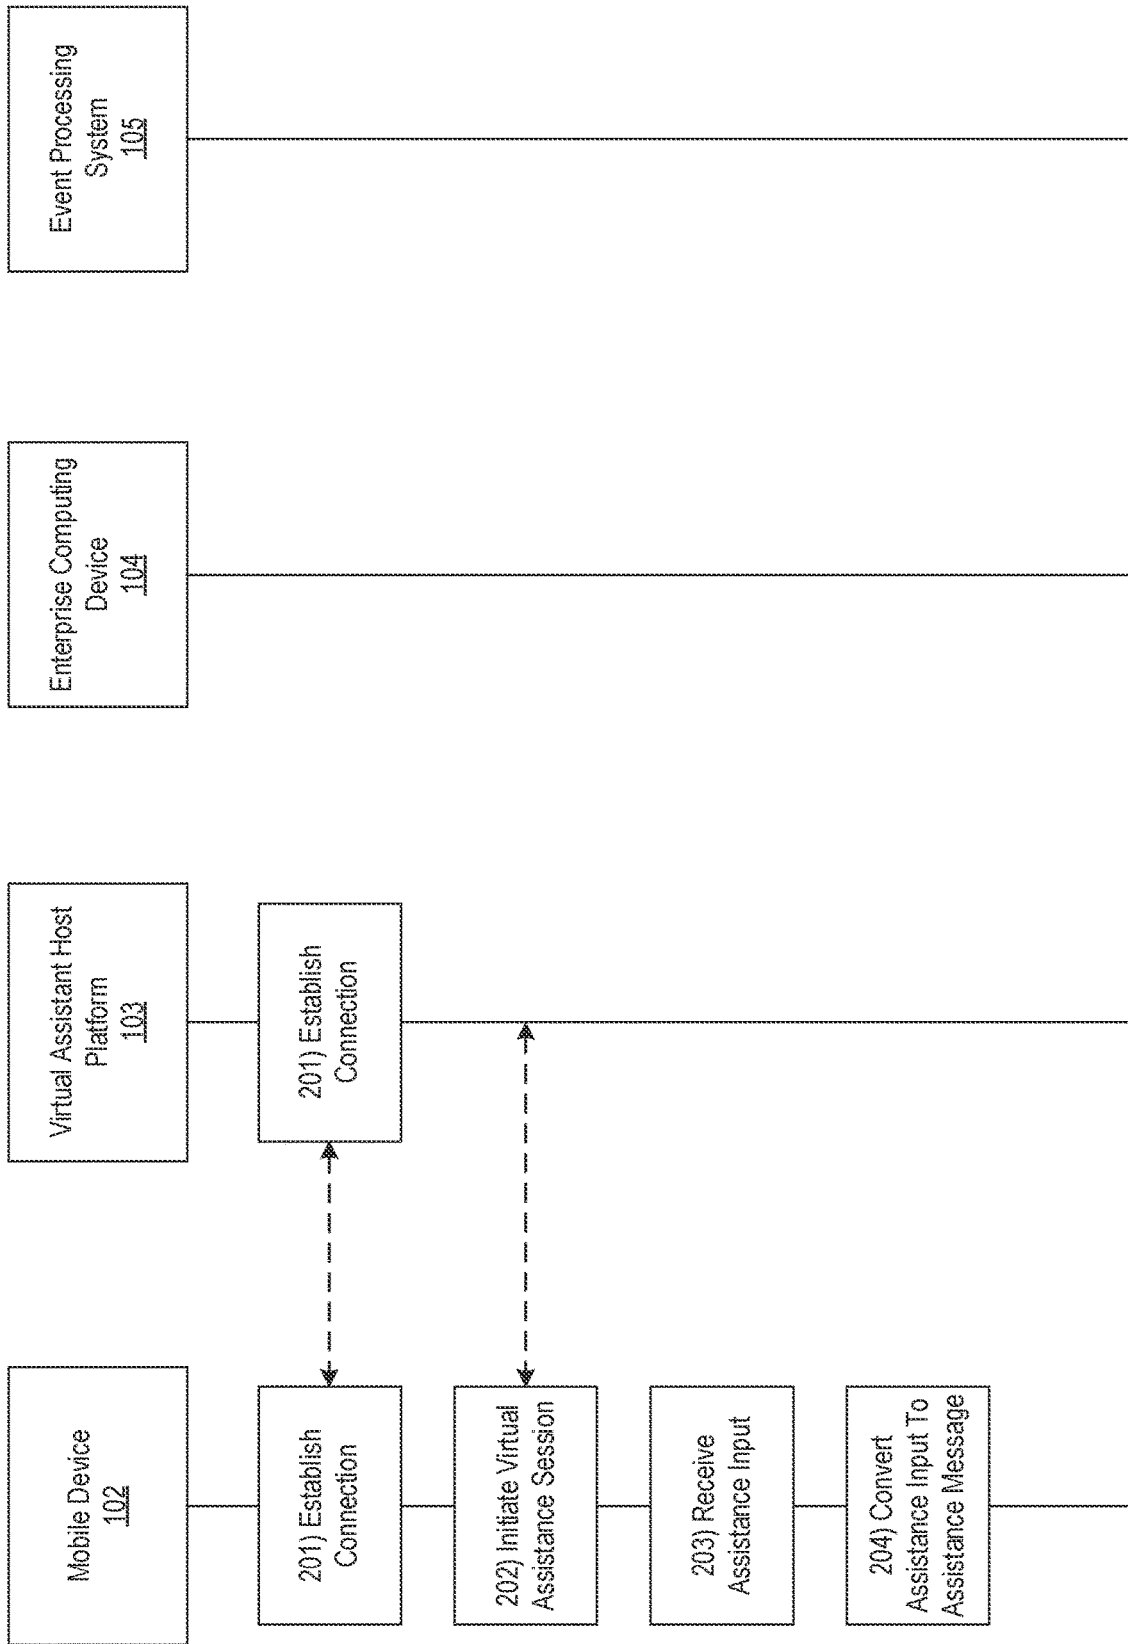 Mobile Device
102
Virtual Assistant Host
Platform
103
Enterprise Computing
Device
104
Event Processing
System
105
201) Establish
Connection
201) Establish
Connection
202) Initiate Virtual
Assistance Session
203) Receive
Assistance Input
204) Convert
Assistance Input To
Assistance Message